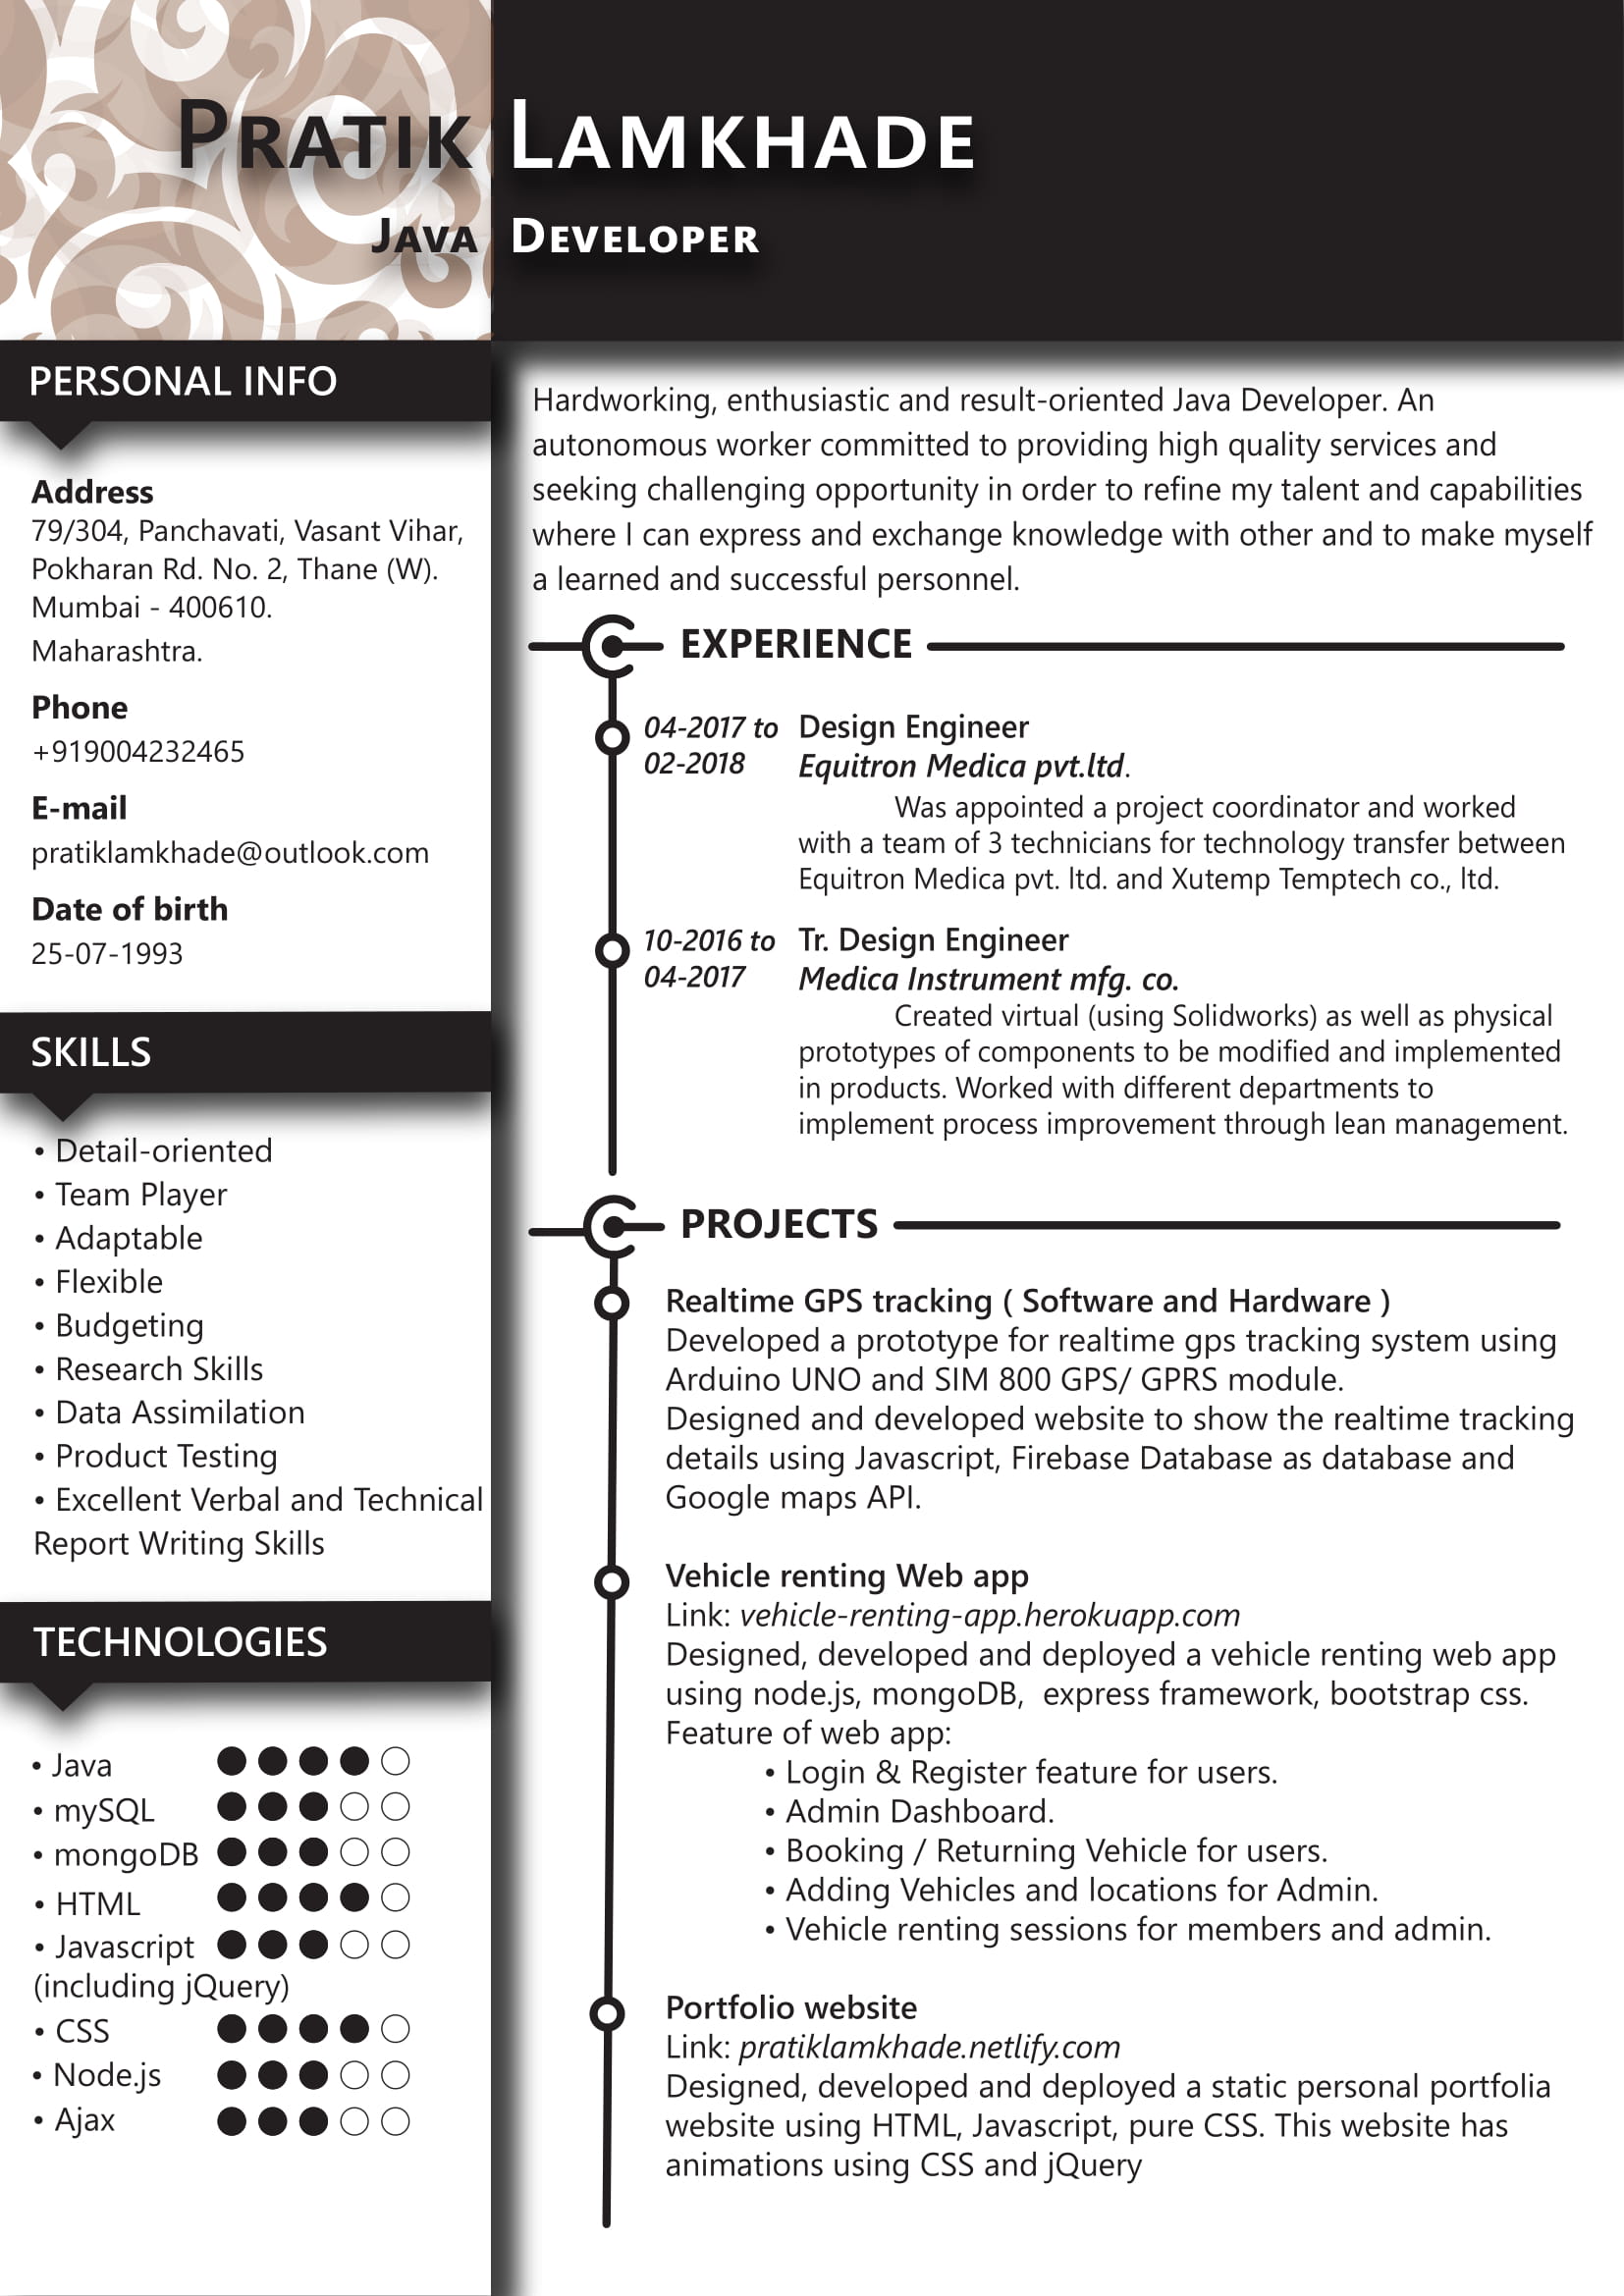 PRATIK LAMKHADE
JAVA DEVELOPER
PERSONAL INFO
Address
79/304, Panchavati, Vasant Vihar,
Pokharan Rd. No. 2, Thane (W).
Mumbai - 400610.
Maharashtra.
Phone
+919004232465
E-mail
pratiklamkhade@outlook.com
Date of birth
25-07-1993
SKILLS
• Detail-oriented
• Team Player
• Adaptable
• Flexible
• Budgeting
• Research Skills
• Data Assimilation
• Product Testing
• Excellent Verbal and Technical
Report Writing Skills
TECHNOLOGIES
• Java
• mySQL
• mongoDB
• HTML
• Javascript
(including jQuery)
• CSS
• Node.js
• Ajax
Hardworking, enthusiastic and result-oriented Java Developer. An
autonomous worker committed to providing high quality services and
seeking challenging opportunity in order to refine my talent and capabilities
where I can express and exchange knowledge with other and to make myself
a learned and successful personnel.
EXPERIENCE
04-2017 to Design Engineer
02-2018 Equitron Medica pvt.ltd.
Was appointed a project coordinator and worked
with a team of 3 technicians for technology transfer between
Equitron Medica pvt. ltd. and Xutemp Temptech co., ltd.
10-2016 to Tr. Design Engineer
04-2017 Medica Instrument mfg. co.
Created virtual (using Solidworks) as well as physical
prototypes of components to be modified and implemented
in products. Worked with different departments to
implement process improvement through lean management.
PROJECTS
Realtime GPS tracking ( Software and Hardware )
Developed a prototype for realtime gps tracking system using
Arduino UNO and SIM 800 GPS/ GPRS module.
Designed and developed website to show the realtime tracking
details using Javascript, Firebase Database as database and
Google maps API.
Vehicle renting Web app
Link: vehicle-renting-app.herokuapp.com
Designed, developed and deployed a vehicle renting web app
using node.js, mongoDB,  express framework, bootstrap css.
Feature of web app:
• Login & Register feature for users.
• Admin Dashboard.
• Booking / Returning Vehicle for users.
• Adding Vehicles and locations for Admin.
• Vehicle renting sessions for members and admin.
Portfolio website
Link: pratiklamkhade.netlify.com
Designed, developed and deployed a static personal portfolia
website using HTML, Javascript, pure CSS. This website has
animations using CSS and jQuery